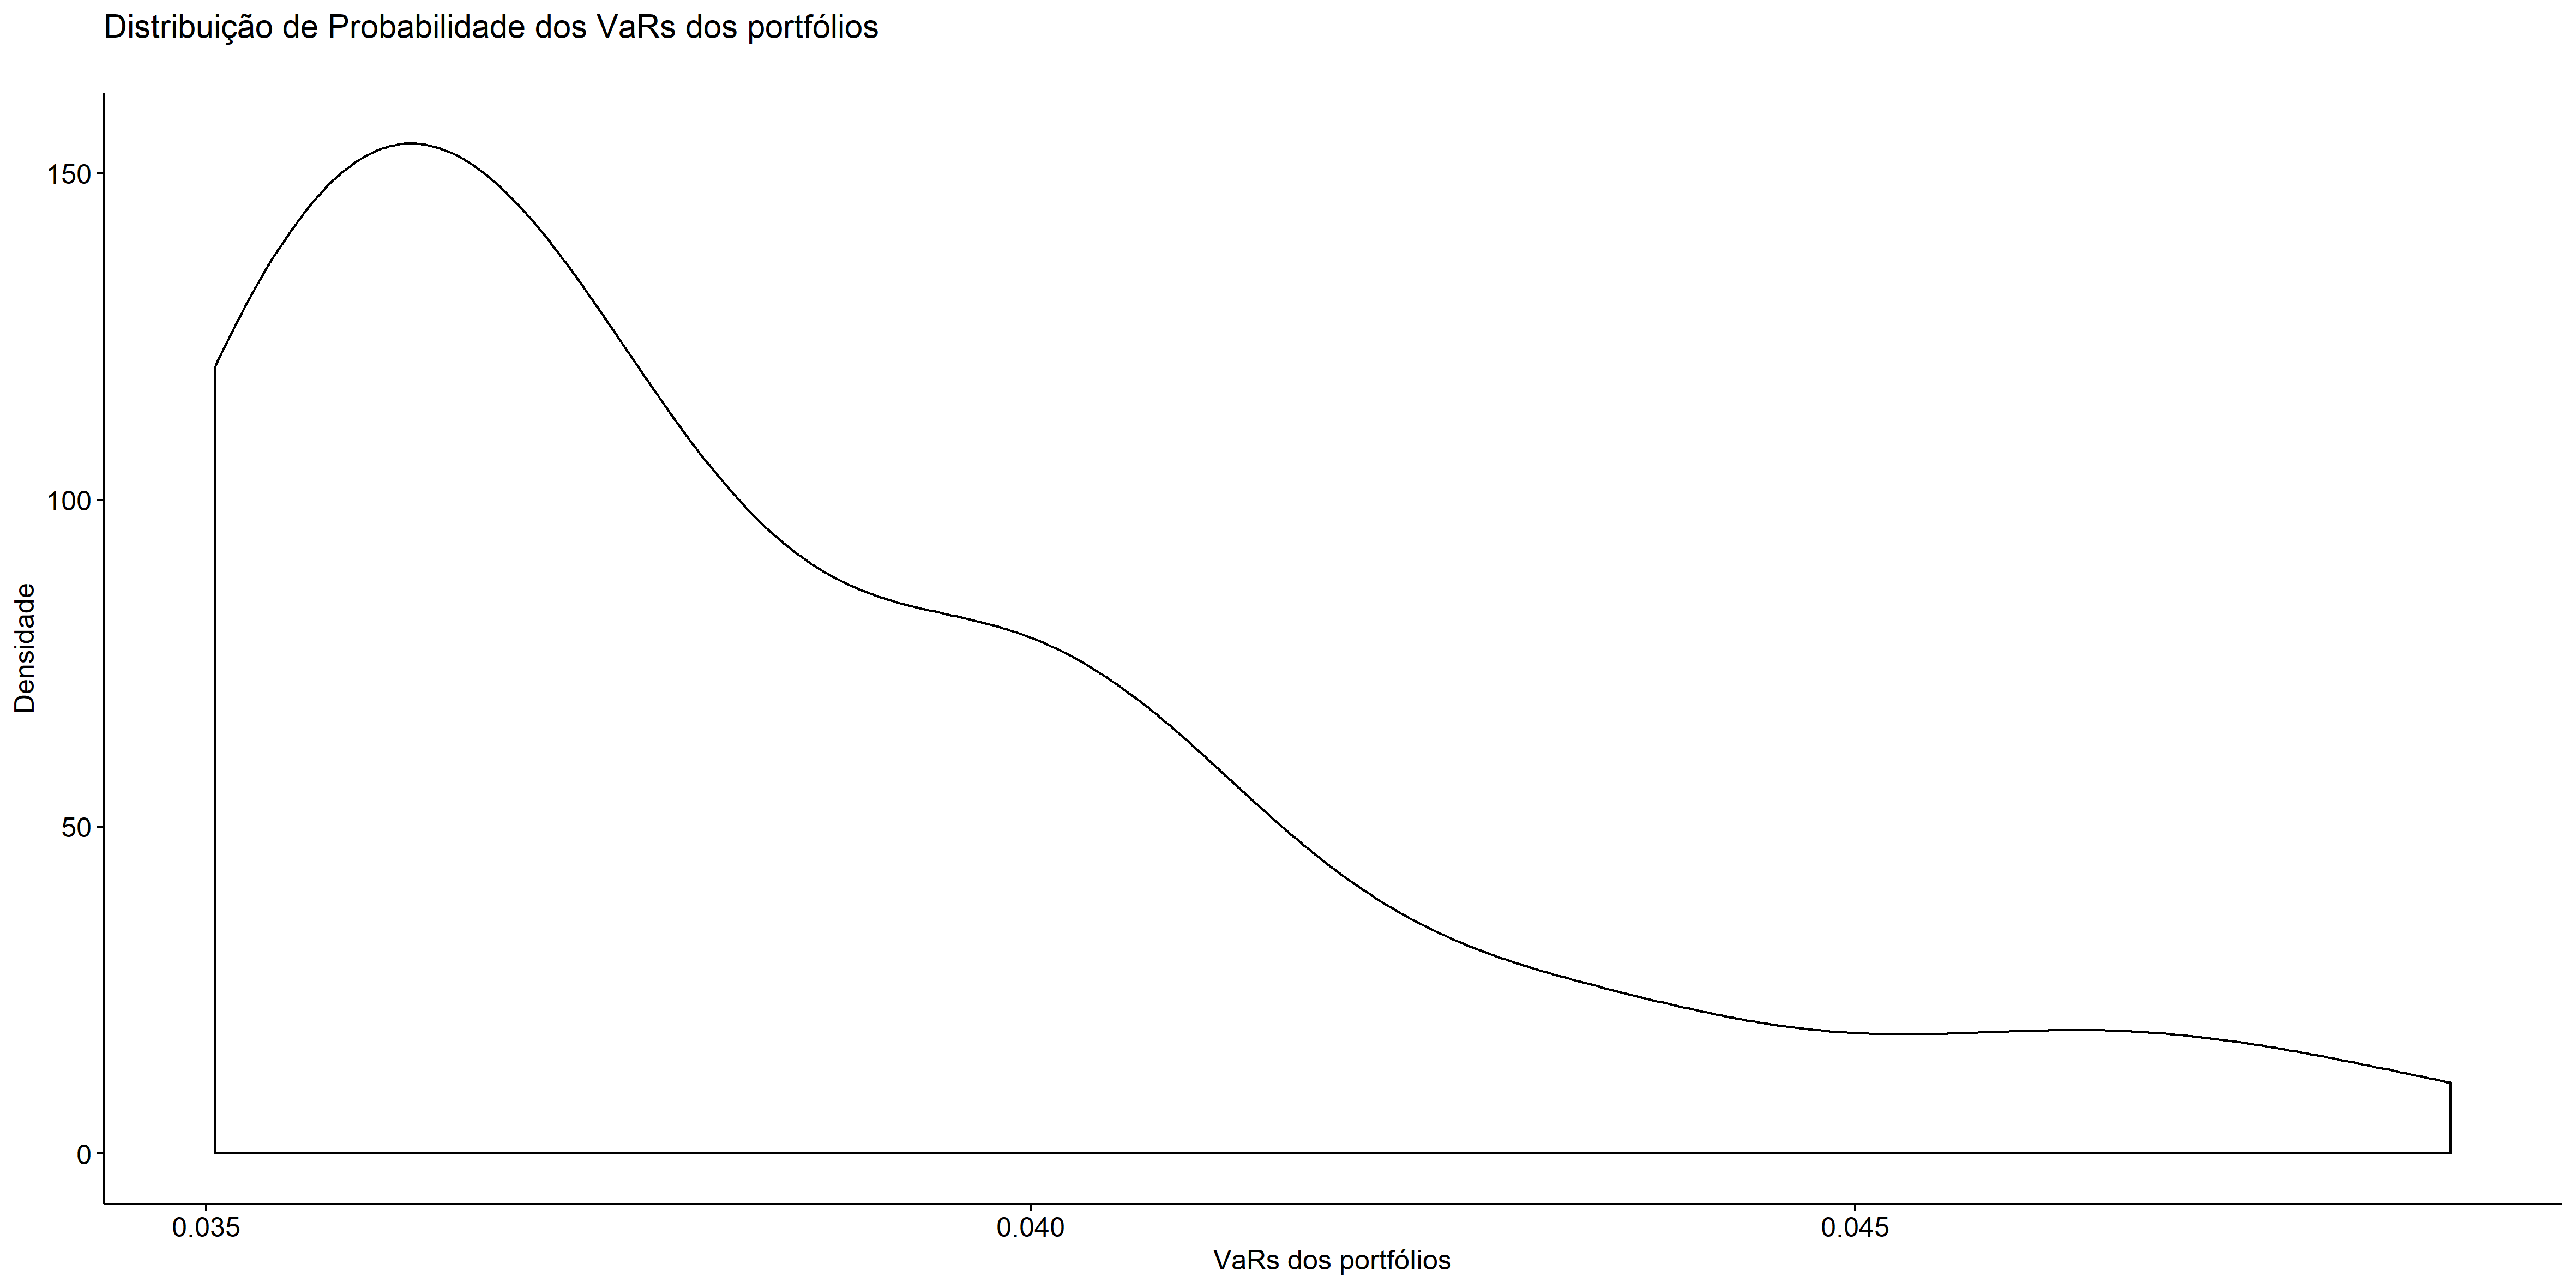 Distribuição de Probabilidade dos VaRs dos portfólios
150
100
50
0
Densidade
0.035
0.040
0.045
VaRs dos portfólios